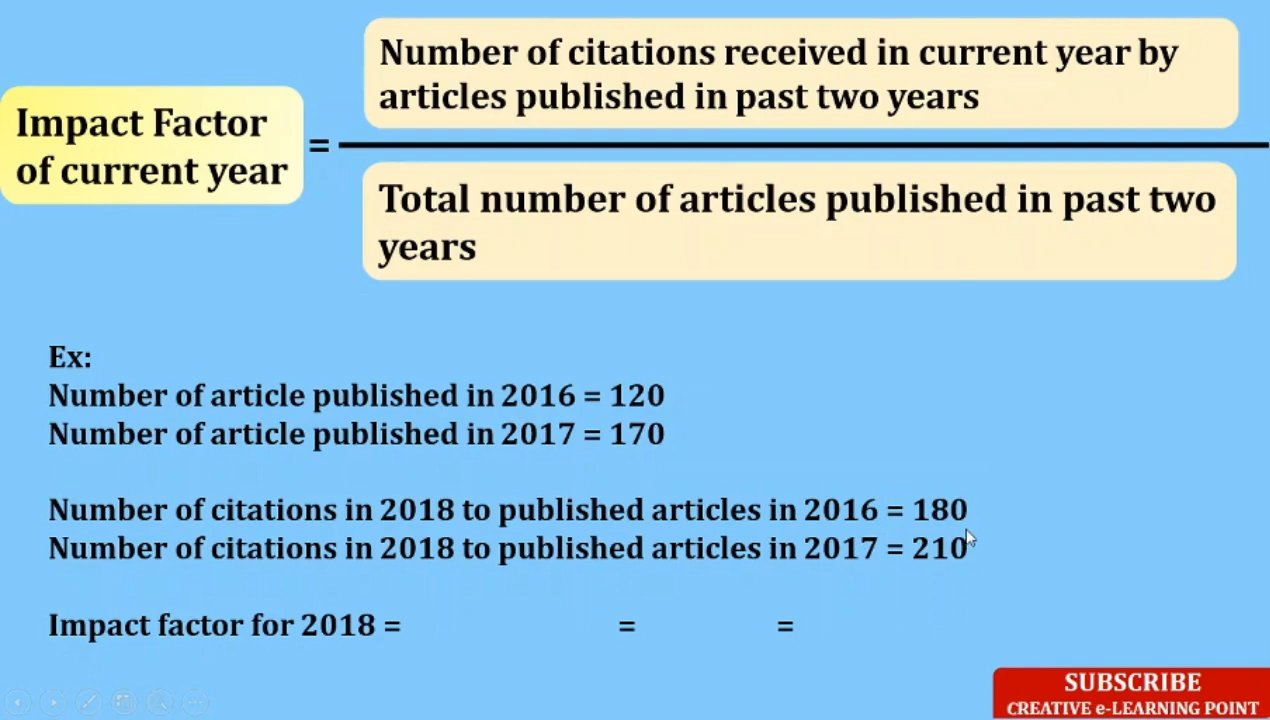 Number of citations received in current year by
articles published in past two years
Impact Factor
of current year
=
Total number of articles published in past two
years
Ex:
Number of article published in 2016 = 120
Number of article published in 2017 = 170
Number of citations in 2018 to published articles in 2016 = 180
Number of citations in 2018 to published articles in 2017 = 210
Impact factor for 2018 = = =
SUBSCRIBE
CREATIVE e-LEARNING POINT